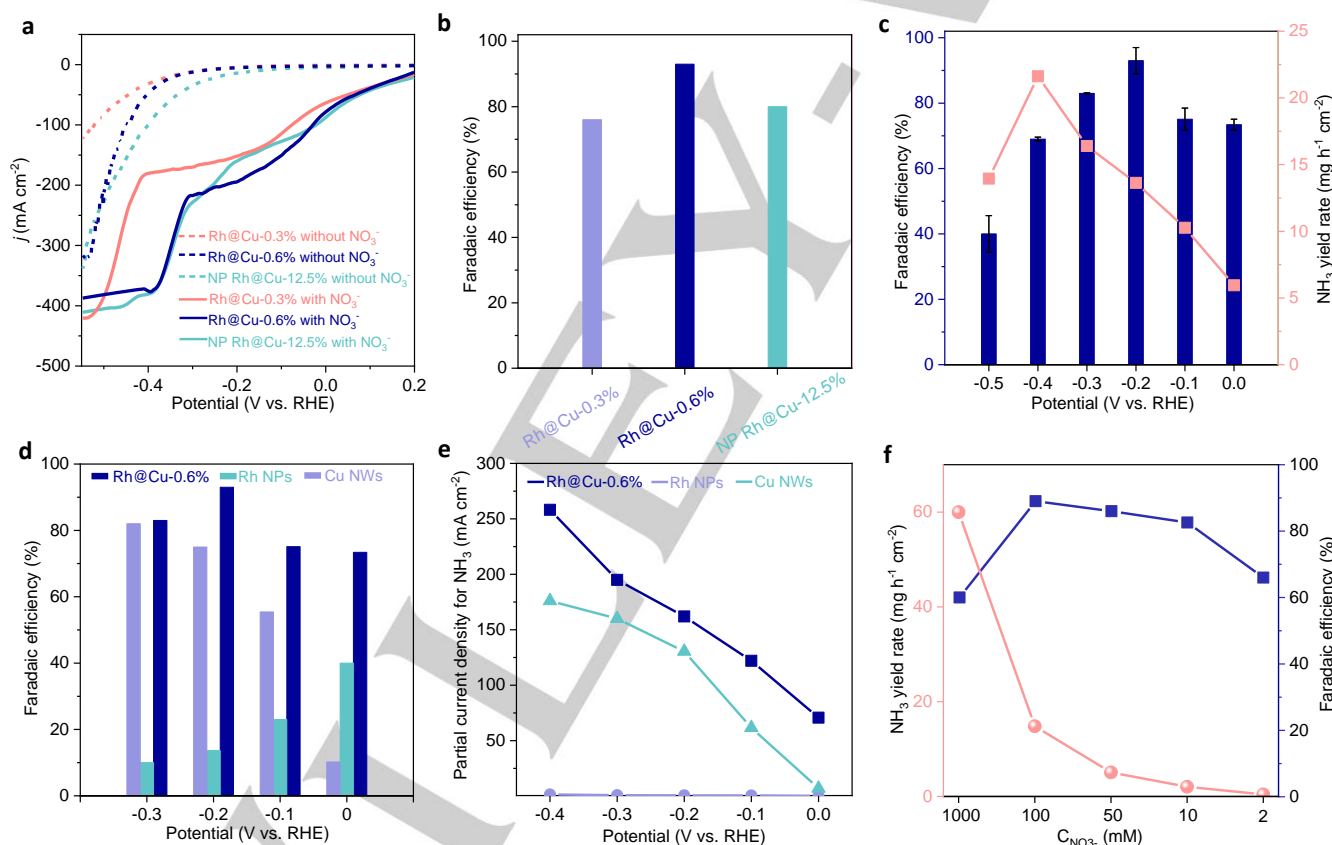 a
0
-100
-200
-300
-400
-500
j (mA cm-2)
Rh@Cu-0.3% without NO3-
Rh@Cu-0.6% without NO3-
NP Rh@Cu-12.5% without NO3-
Rh@Cu-0.3% with NO3-
Rh@Cu-0.6% with NO3-
NP Rh@Cu-12.5% with NO3-
-0.4 -0.2 0.0 0.2
Potential (V vs. RHE)
b
100
80
60
40
20
0
Faradaic efficiency (%)
Rh@Cu-0.3%
Rh@Cu-0.6%
NP Rh@Cu-12.5%
c
100
80
60
40
20
0
Faradaic efficiency (%)
25
20
15
10
5
0
NH3 yield rate (mg h-1 cm-2)
-0.5 -0.4 -0.3 -0.2 -0.1 0.0
Potential (V vs. RHE)
d
Rh@Cu-0.6% Rh NPs Cu NWs
100
80
60
40
20
0
Faradaic efficiency (%)
-0.3 -0.2 -0.1 0
Potential (V vs. RHE)
e
Rh@Cu-0.6% Rh NPs Cu NWs
300
250
200
150
100
50
Partial current density for NH3 (mA cm-2)
-0.4 -0.3 -0.2 -0.1 0.0
Potential (V vs. RHE)
f
60
40
20
0
NH3 yield rate (mg h-1 cm-2)
100
80
60
40
20
0
Faradaic efficiency (%)
1000 100 50 10 2
CNO3- (mM)